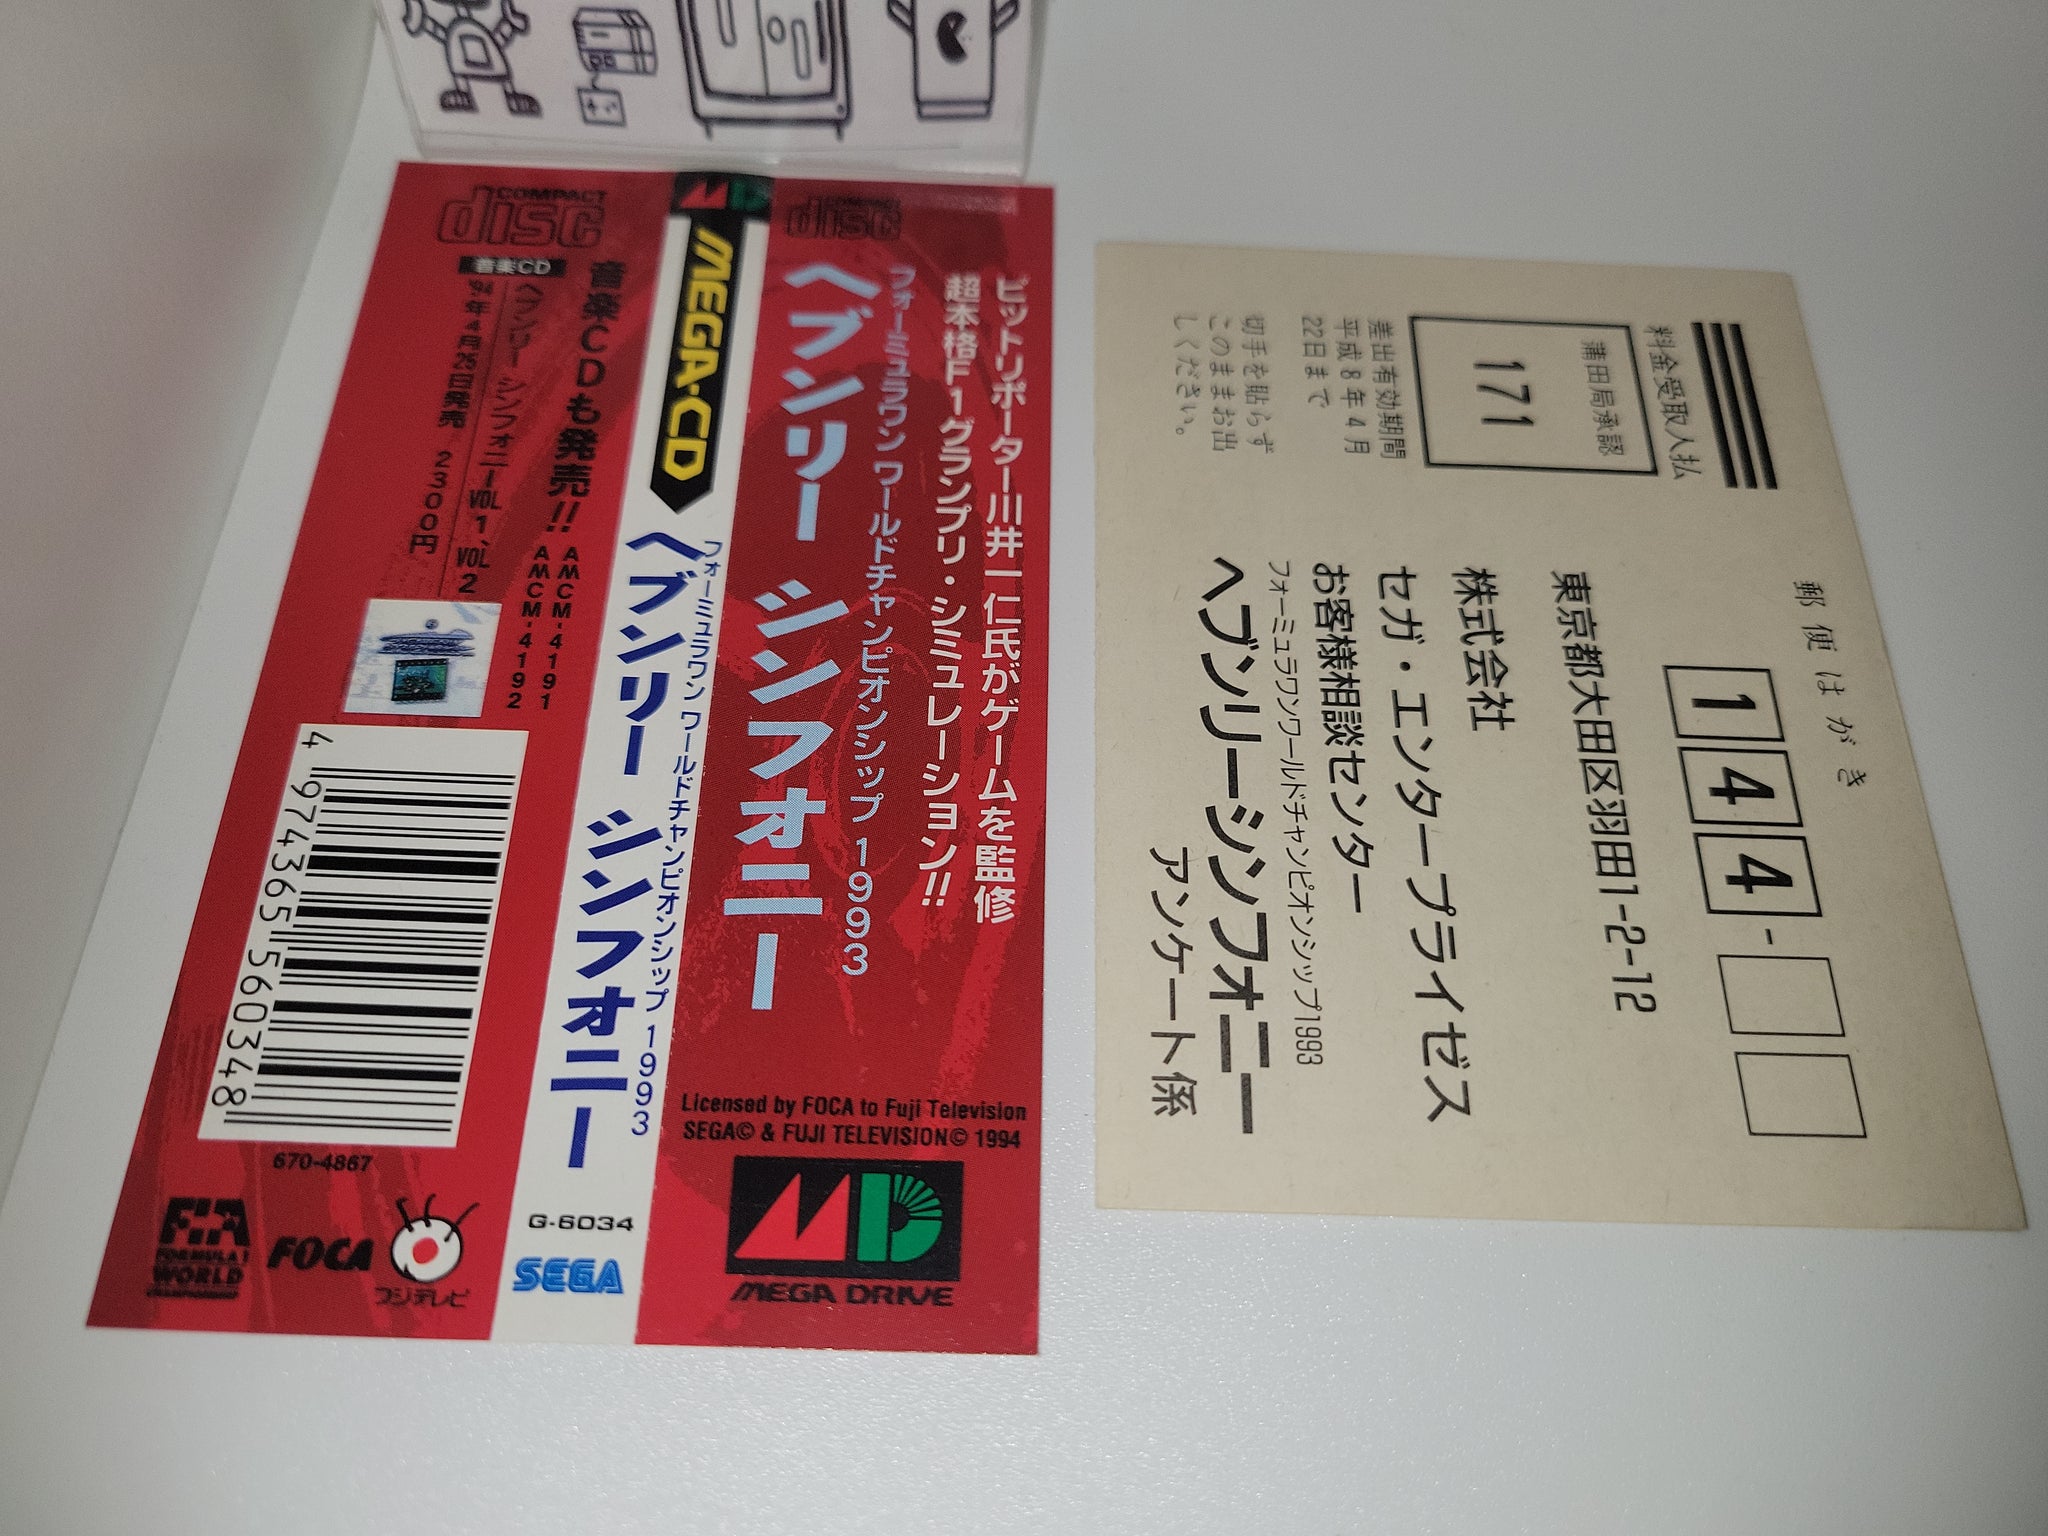 COMPACT
disc
音楽CD
音楽CDも発売!!
ヘブンリー シンフォニー VOL 1、VOL 2
'94年4月25日発売 2300円
AMCM-4191
AMCM-4192
4 974365 560348
670-4867
FIA
FORMULA 1
WORLD
CHAMPIONSHIP
FOCA
フジテレビ
MD
MEGA-CD
フォーミュラワン ワールドチャンピオンシップ 1993
ヘブンリー シンフォニー
G-6034
SEGA
COMPACT
disc
ビットリポーター川井一仁氏がゲームを監修
超本格F1グランプリ・シミュレーション!!
フォーミュラワン ワールドチャンピオンシップ 1993
ヘブンリー シンフォニー
Licensed by FOCA to Fuji Television
SEGA© & FUJI TELEVISION© 1994
MD
MEGA DRIVE
郵便はがき
144-
料金受取人払
蒲田局承認
171
差出有効期間
平成8年4月
22日まで
切手を貼らず
このままお出
しください。
東京都大田区羽田1-2-12
株式会社
セガ・エンタープライゼス
お客様相談センター
フォーミュラワンワールドチャンピオンシップ1993
ヘブンリーシンフォニー
アンケート係